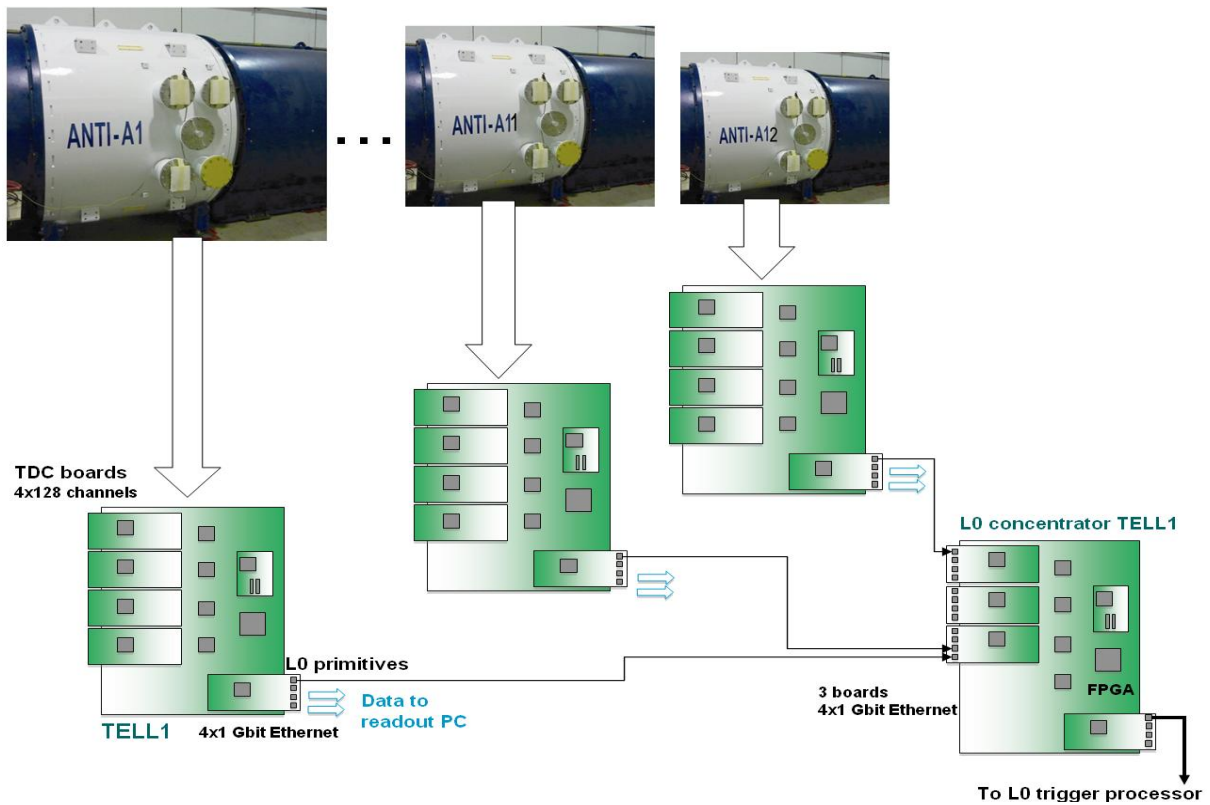 ANTI-A1
. . .
ANTI-A11
ANTI-A12
TDC boards
4x128 channels
L0 concentrator TELL1
L0 primitives
Data to
readout PC
TELL1
4x1 Gbit Ethernet
3 boards
4x1 Gbit Ethernet
FPGA
To L0 trigger processor